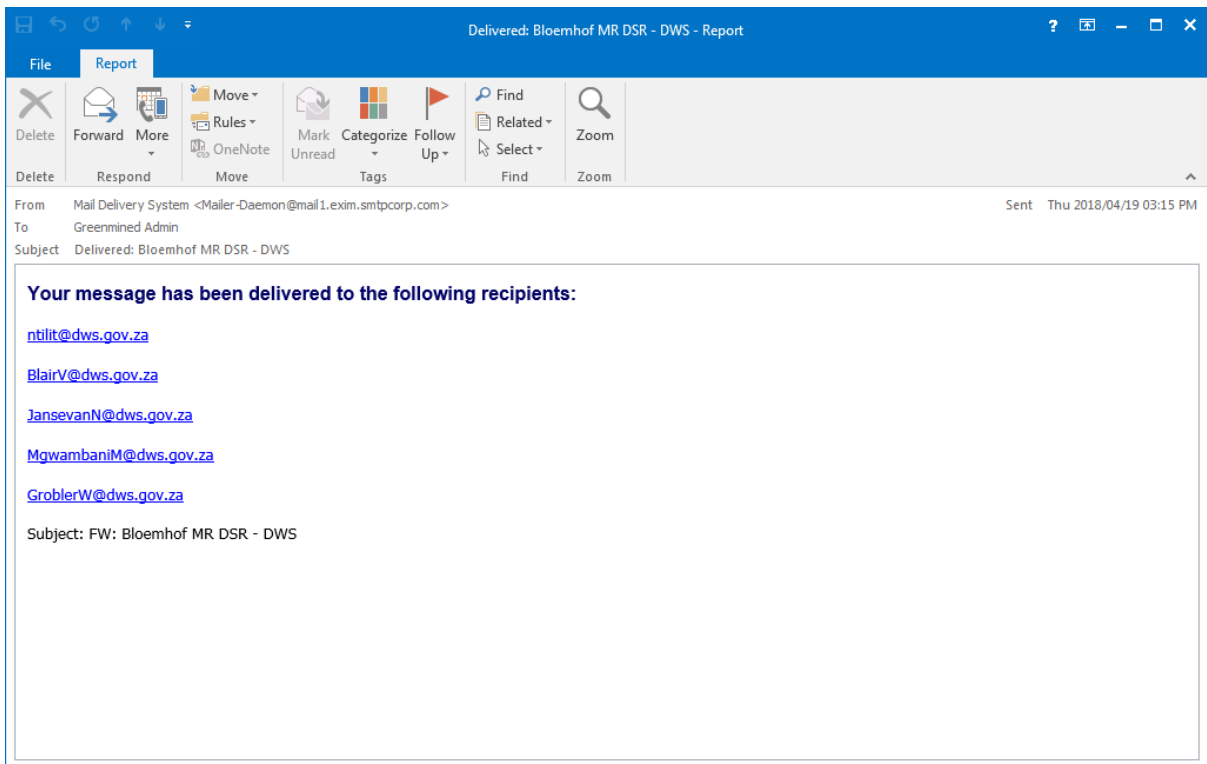 Delivered: Bloemhof MR DSR - DWS - Report
?
File Report
Delete
Forward
More
Move
Rules
OneNote
Mark Unread
Categorize
Follow Up
Find
Related
Select
Zoom
Delete Respond Move Tags Find Zoom
From Mail Delivery System <Mailer-Daemon@mail1.exim.smtpcorp.com> Sent Thu 2018/04/19 03:15 PM
To Greenmined Admin
Subject Delivered: Bloemhof MR DSR - DWS
Your message has been delivered to the following recipients:
ntilit@dws.gov.za
BlairV@dws.gov.za
JansevanN@dws.gov.za
MgwambaniM@dws.gov.za
GroblerW@dws.gov.za
Subject: FW: Bloemhof MR DSR - DWS